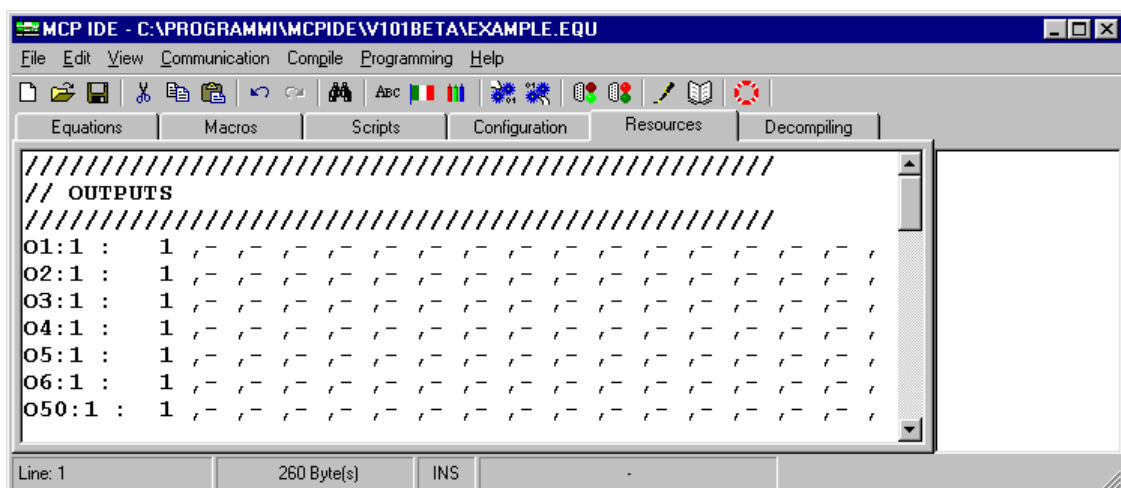 MCP IDE - C:\PROGRAMMI\MCPIDE\V101BETA\EXAMPLE.EQU
File Edit View Communication Compile Programming Help
ABC
Equations Macros Scripts Configuration Resources Decompiling
//////////////////////////////////////////////////
// OUTPUTS
//////////////////////////////////////////////////
O1:1 : 1 ,- ,- ,- ,- ,- ,- ,- ,- ,- ,- ,- ,- ,- ,- ,- ,
O2:1 : 1 ,- ,- ,- ,- ,- ,- ,- ,- ,- ,- ,- ,- ,- ,- ,- ,
O3:1 : 1 ,- ,- ,- ,- ,- ,- ,- ,- ,- ,- ,- ,- ,- ,- ,- ,
O4:1 : 1 ,- ,- ,- ,- ,- ,- ,- ,- ,- ,- ,- ,- ,- ,- ,- ,
O5:1 : 1 ,- ,- ,- ,- ,- ,- ,- ,- ,- ,- ,- ,- ,- ,- ,- ,
O6:1 : 1 ,- ,- ,- ,- ,- ,- ,- ,- ,- ,- ,- ,- ,- ,- ,- ,
O50:1 : 1 ,- ,- ,- ,- ,- ,- ,- ,- ,- ,- ,- ,- ,- ,- ,- ,
Line: 1 260 Byte(s) INS -